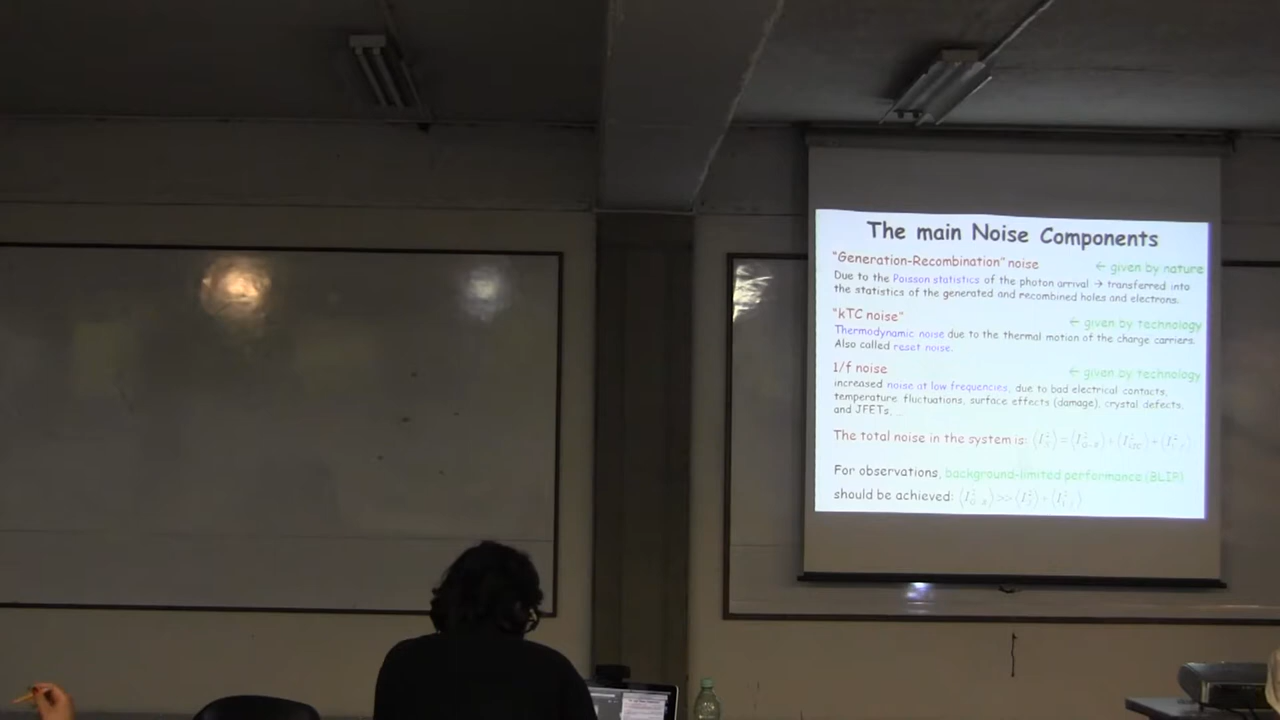 The main Noise Components
"Generation-Recombination" noise ← given by nature
Due to the Poisson statistics of the photon arrival → transferred into
the statistics of the generated and recombined holes and electrons.
"kTC noise" ← given by technology
Thermodynamic noise due to the thermal motion of the charge carriers.
Also called reset noise.
1/f noise ← given by technology
increased noise at low frequencies, due to bad electrical contacts,
temperature fluctuations, surface effects (damage), crystal defects,
and JFETs, ...
The total noise in the system is:
For observations, background-limited performance (BLIP)
should be achieved: